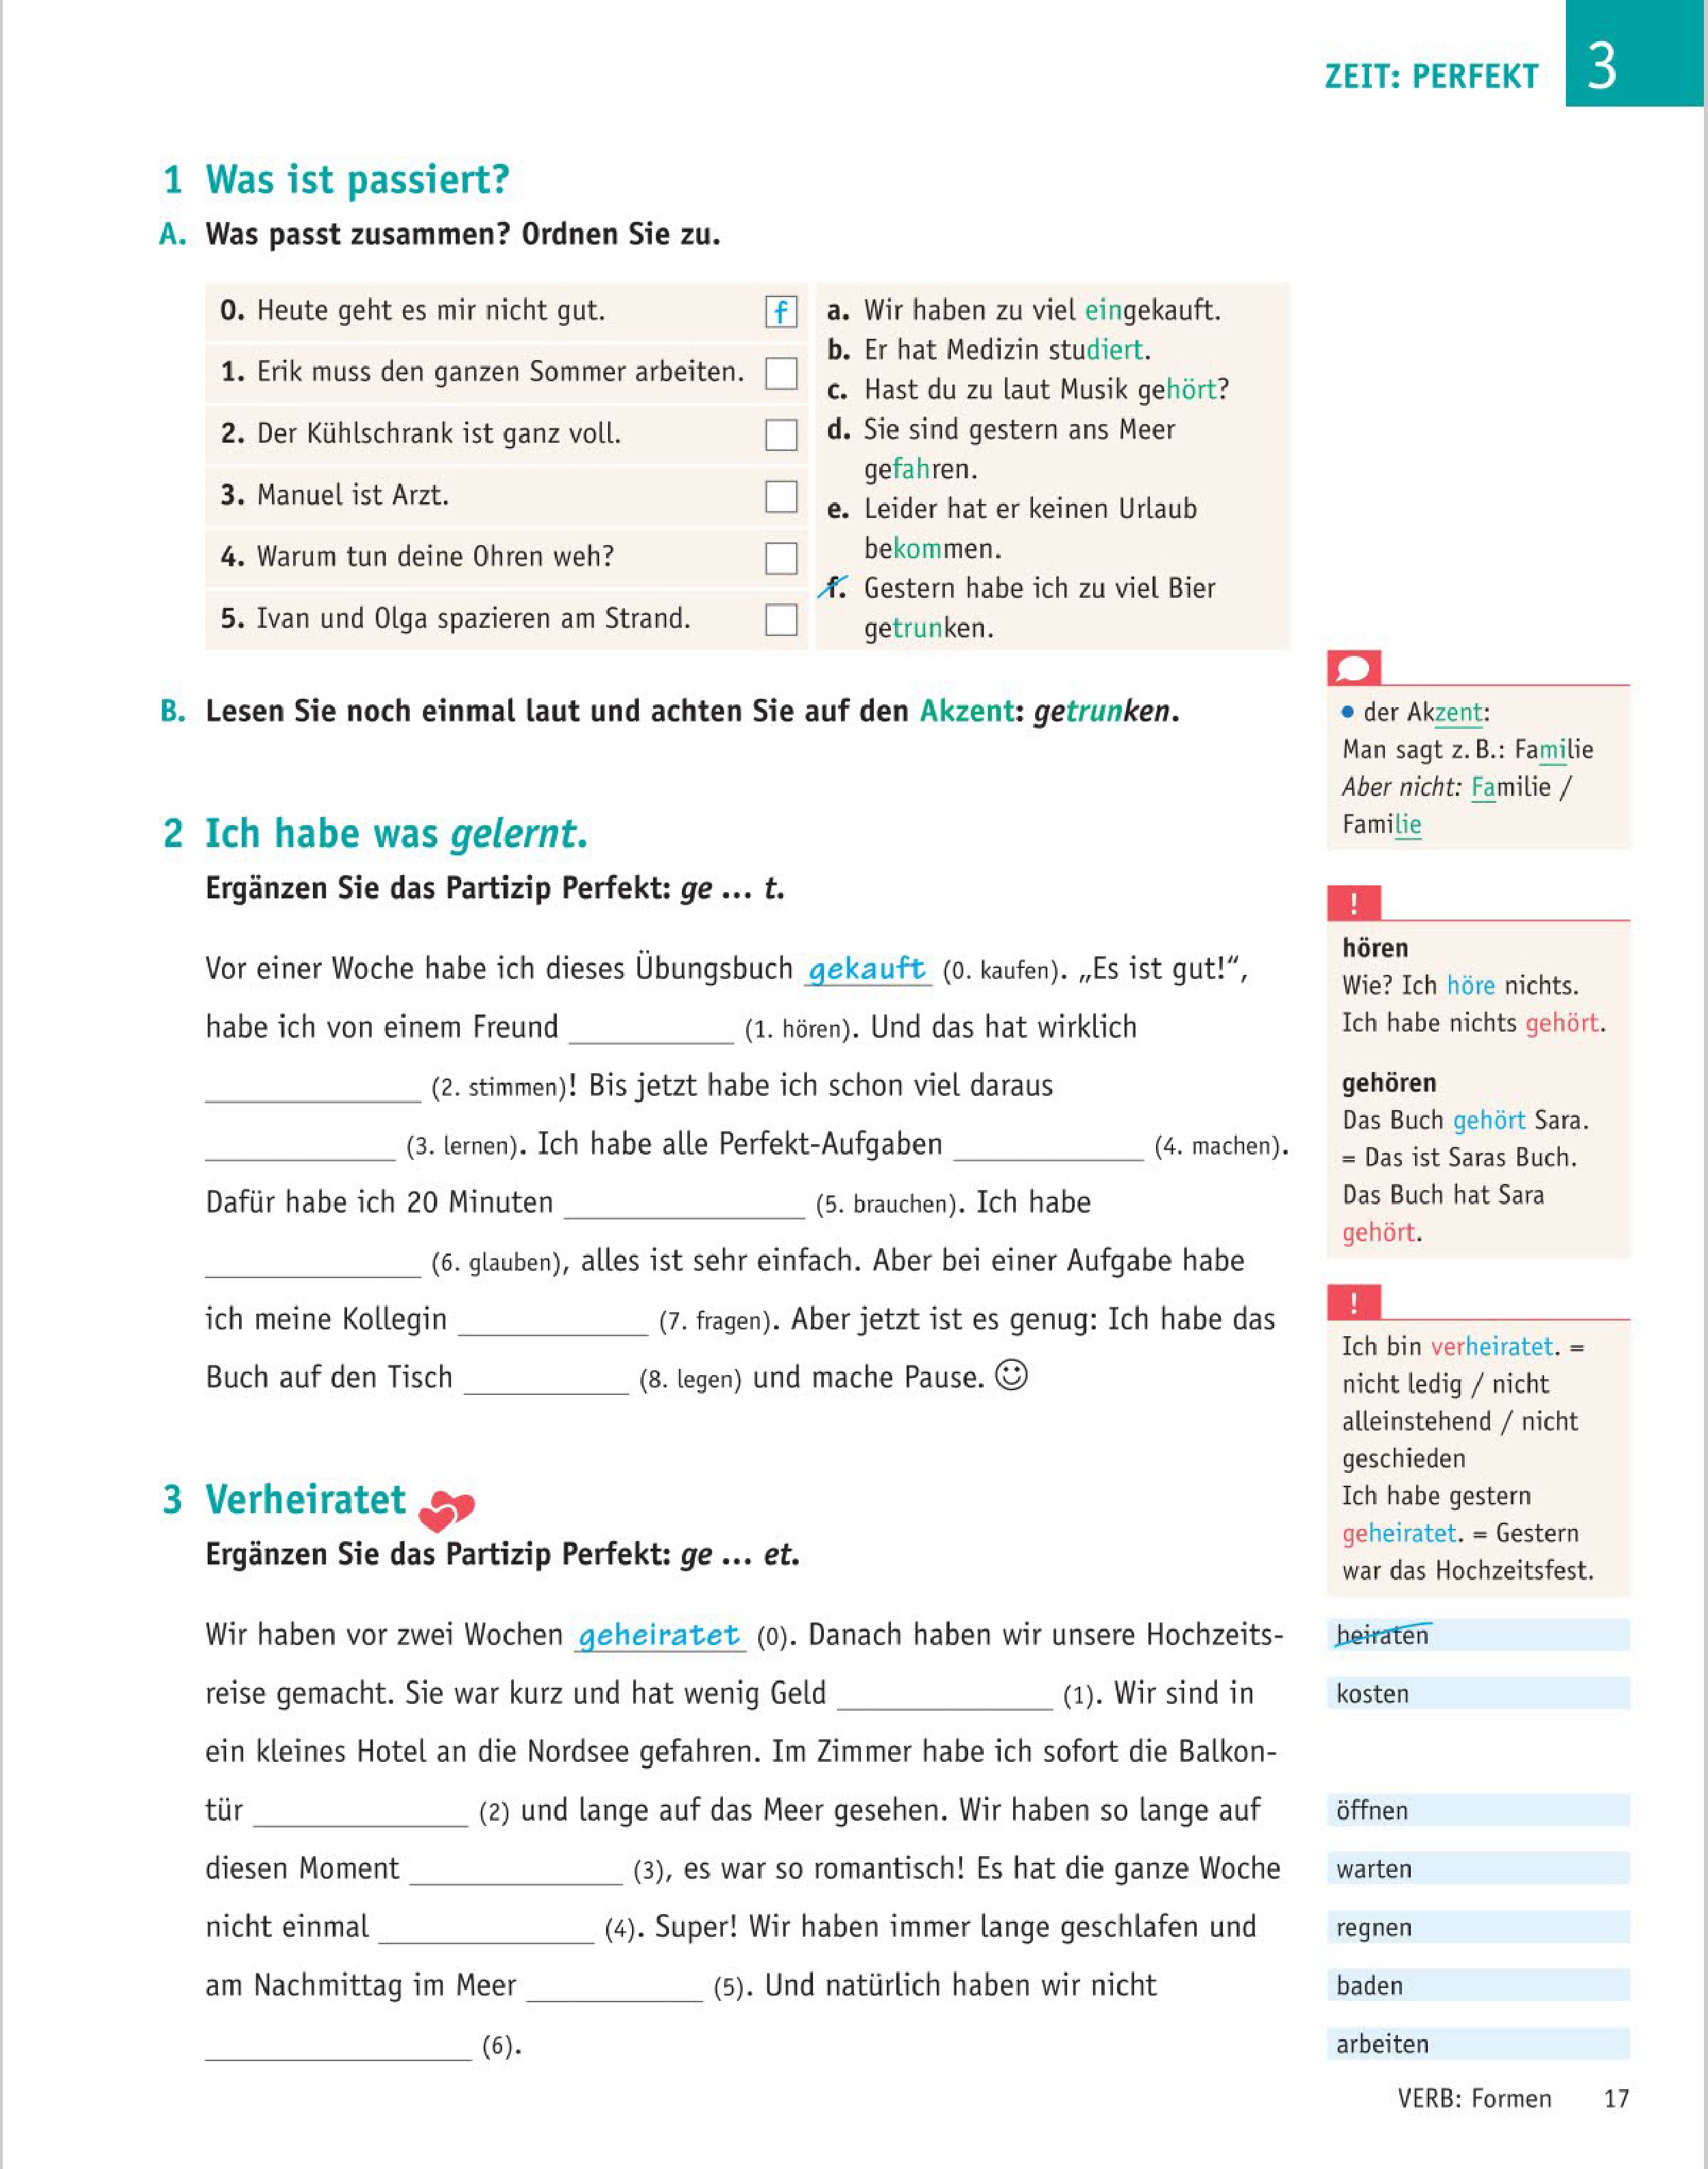 ZEIT: PERFEKT 3
1 Was ist passiert?
A. Was passt zusammen? Ordnen Sie zu.
0. Heute geht es mir nicht gut. f
1. Erik muss den ganzen Sommer arbeiten.
2. Der Kühlschrank ist ganz voll.
3. Manuel ist Arzt.
4. Warum tun deine Ohren weh?
5. Ivan und Olga spazieren am Strand.
a. Wir haben zu viel eingekauft.
b. Er hat Medizin studiert.
c. Hast du zu laut Musik gehört?
d. Sie sind gestern ans Meer
gefahren.
e. Leider hat er keinen Urlaub
bekommen.
f. Gestern habe ich zu viel Bier
getrunken.
B. Lesen Sie noch einmal laut und achten Sie auf den Akzent: getrunken.
• der Akzent:
Man sagt z. B.: Familie
Aber nicht: Familie /
Familie
2 Ich habe was gelernt.
Ergänzen Sie das Partizip Perfekt: ge ... t.
Vor einer Woche habe ich dieses Übungsbuch gekauft (0. kaufen). „Es ist gut!“,
habe ich von einem Freund __________ (1. hören). Und das hat wirklich
__________ (2. stimmen)! Bis jetzt habe ich schon viel daraus
__________ (3. lernen). Ich habe alle Perfekt-Aufgaben __________ (4. machen).
Dafür habe ich 20 Minuten __________ (5. brauchen). Ich habe
__________ (6. glauben), alles ist sehr einfach. Aber bei einer Aufgabe habe
ich meine Kollegin __________ (7. fragen). Aber jetzt ist es genug: Ich habe das
Buch auf den Tisch __________ (8. legen) und mache Pause. ☺
!
hören
Wie? Ich höre nichts.
Ich habe nichts gehört.
gehören
Das Buch gehört Sara.
= Das ist Saras Buch.
Das Buch hat Sara
gehört.
!
Ich bin verheiratet. =
nicht ledig / nicht
alleinstehend / nicht
geschieden
Ich habe gestern
geheiratet. = Gestern
war das Hochzeitsfest.
3 Verheiratet
Ergänzen Sie das Partizip Perfekt: ge ... et.
Wir haben vor zwei Wochen geheiratet (0). Danach haben wir unsere Hochzeits-
reise gemacht. Sie war kurz und hat wenig Geld __________ (1). Wir sind in
ein kleines Hotel an die Nordsee gefahren. Im Zimmer habe ich sofort die Balkon-
tür __________ (2) und lange auf das Meer gesehen. Wir haben so lange auf
diesen Moment __________ (3), es war so romantisch! Es hat die ganze Woche
nicht einmal __________ (4). Super! Wir haben immer lange geschlafen und
am Nachmittag im Meer __________ (5). Und natürlich haben wir nicht
__________ (6).
heiraten
kosten
öffnen
warten
regnen
baden
arbeiten
VERB: Formen 17